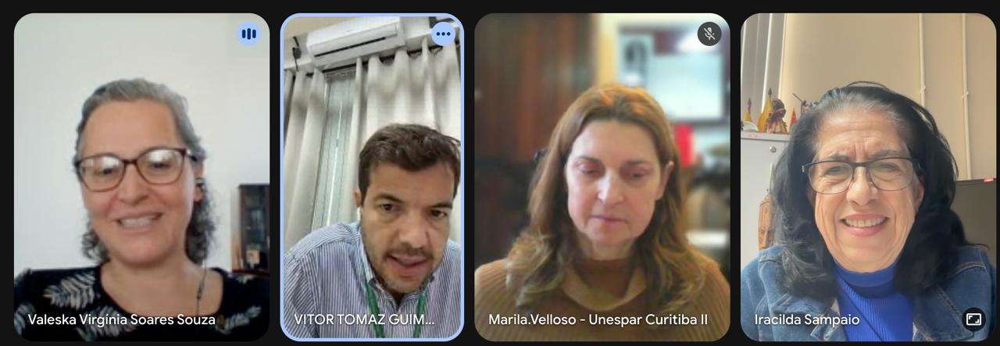 Valeska Virgínia Soares Souza
VITOR TOMAZ GUIM...
Marila.Velloso - Unespar Curitiba II
Iracilda Sampaio